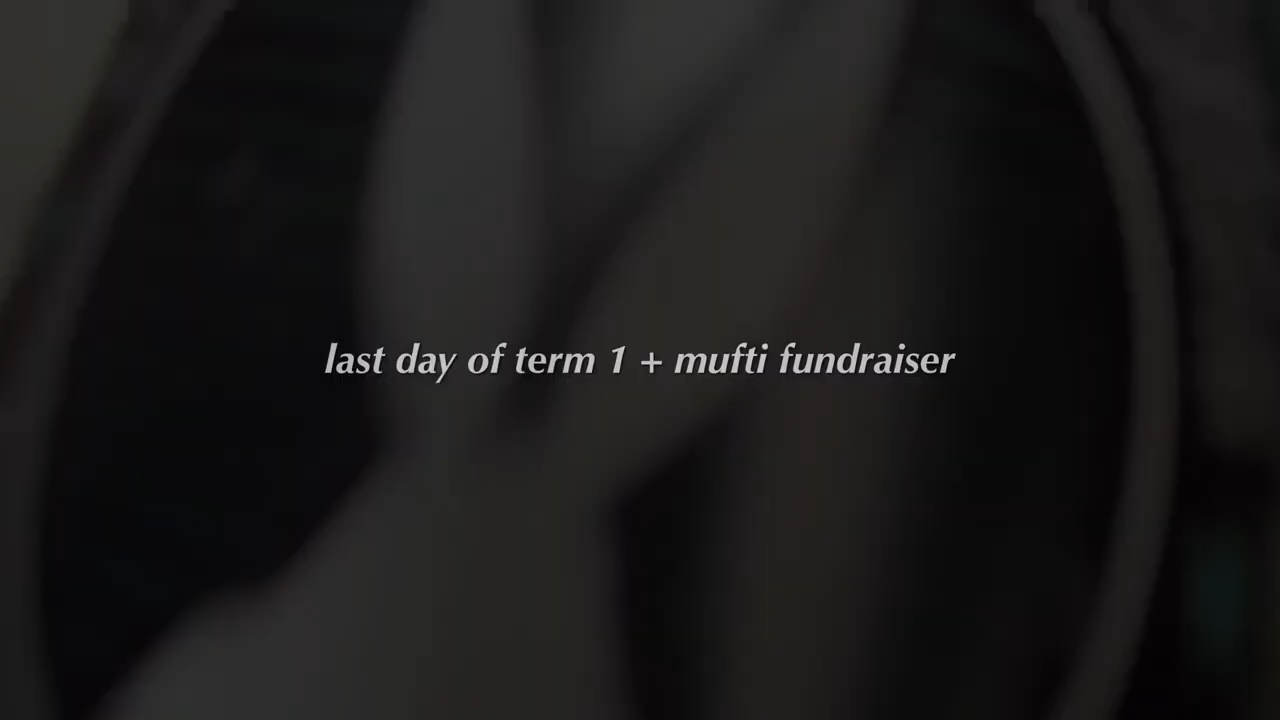 last day of term 1 + mufti fundraiser